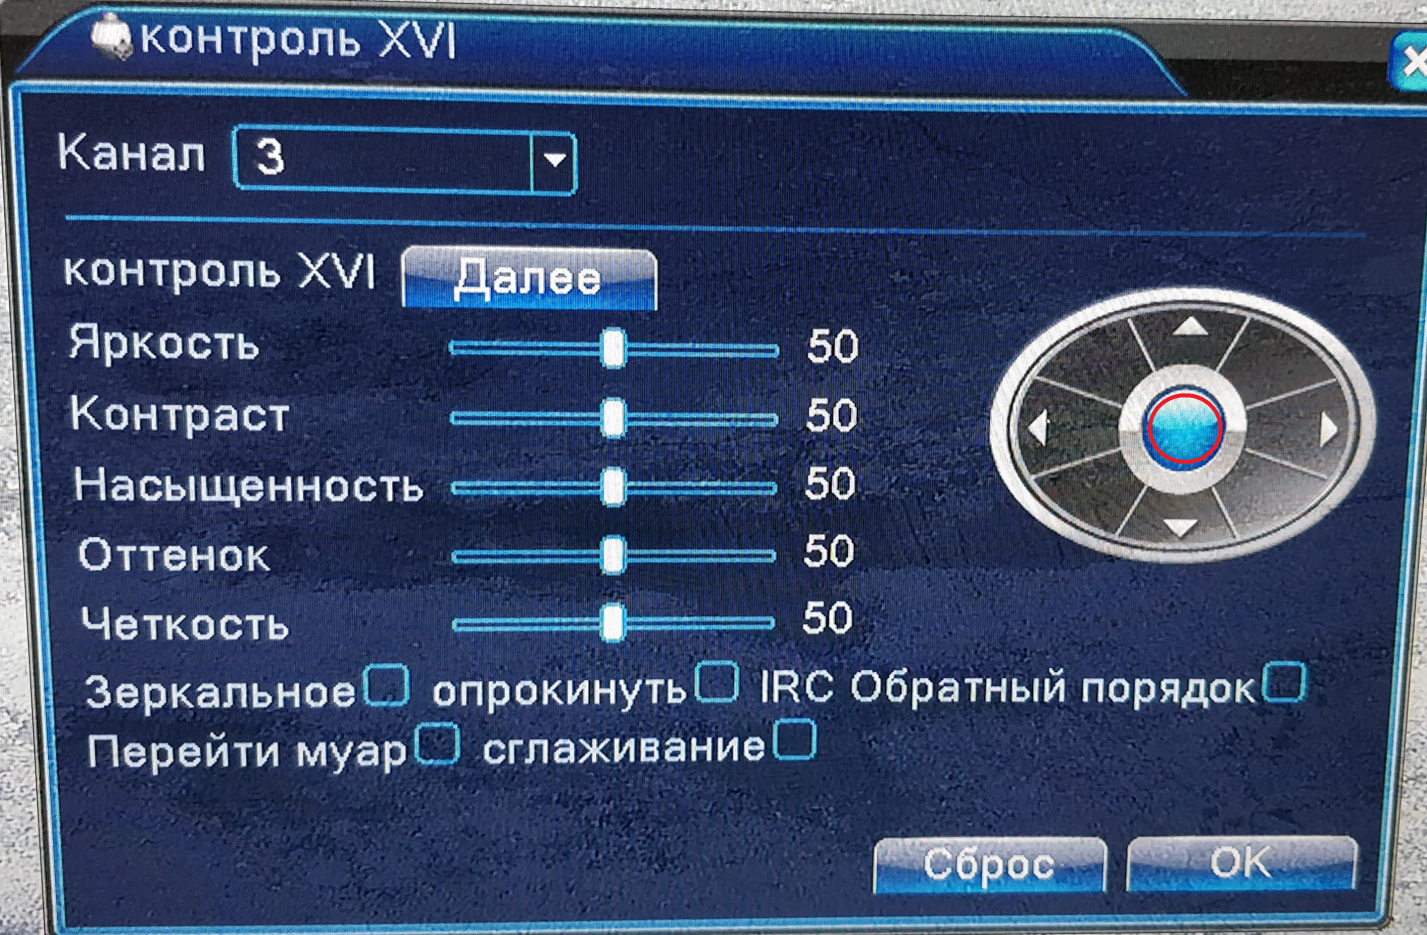 контроль XVI
Канал 3
контроль XVI Далее
Яркость 50
Контраст 50
Насыщенность 50
Оттенок 50
Четкость 50
Зеркальное опрокинуть IRC Обратный порядок
Перейти муар сглаживание
Сброс OK